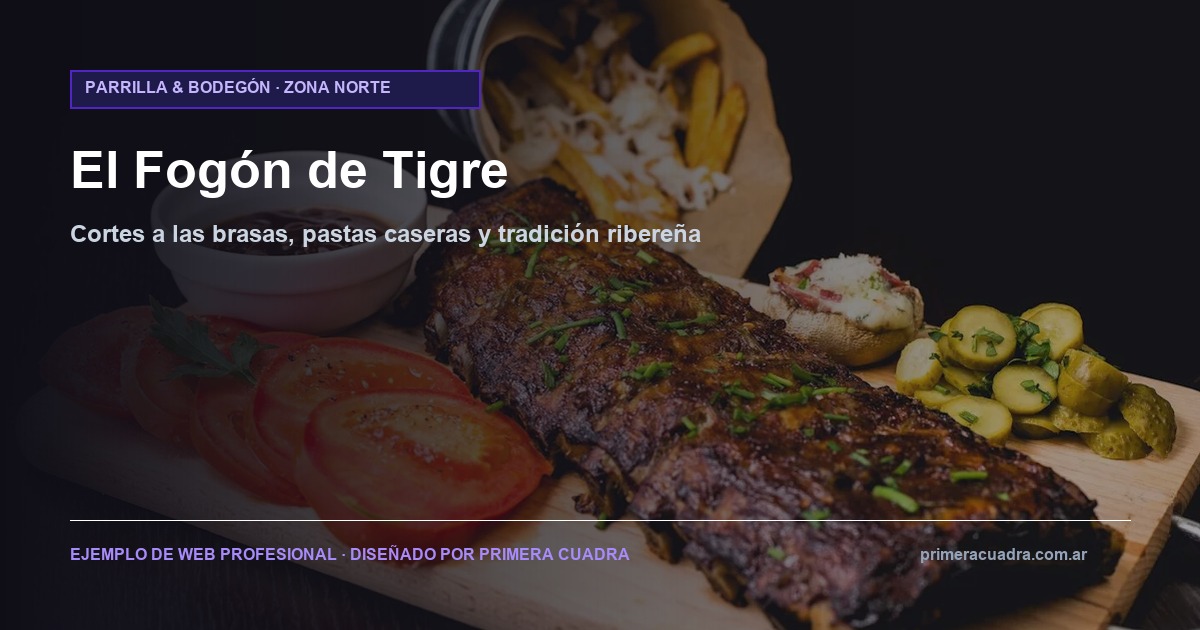 PARRILLA & BODEGÓN · ZONA NORTE
El Fogón de Tigre
Cortes a las brasas, pastas caseras y tradición ribereña
EJEMPLO DE WEB PROFESIONAL · DISEÑADO POR PRIMERA CUADRA
primeracuadra.com.ar